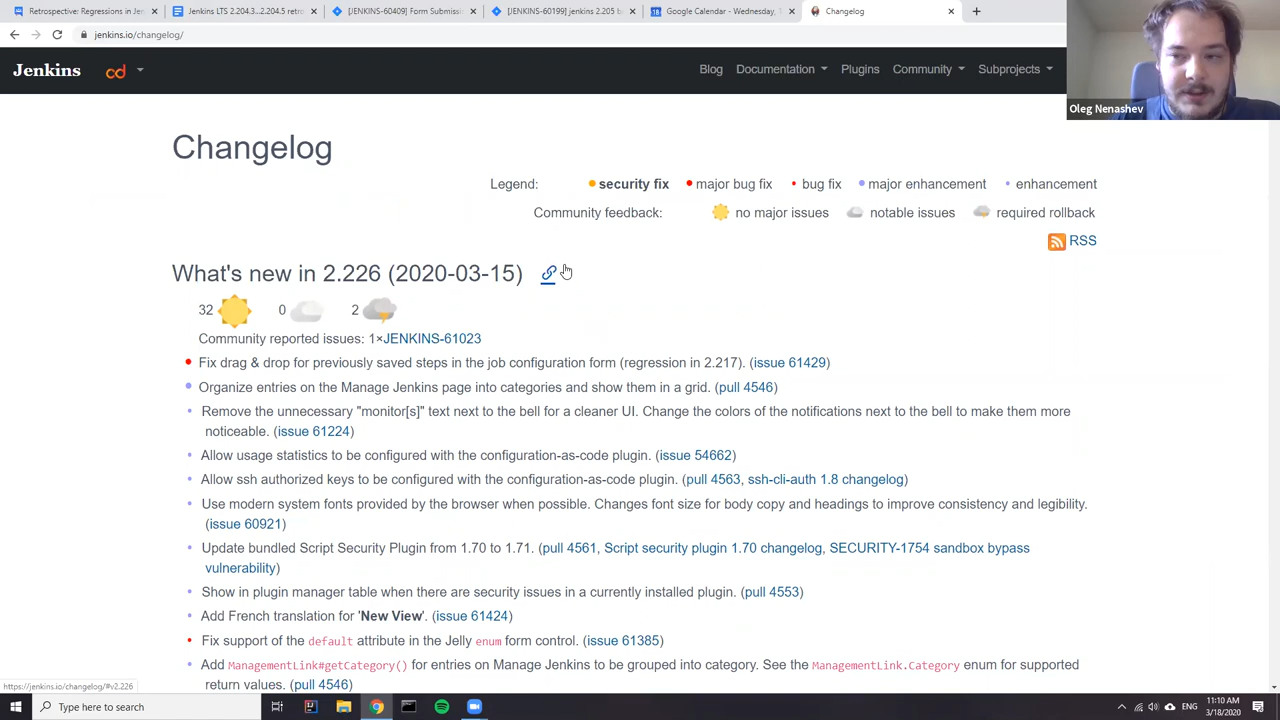 Retrospective: Regressions in Jen
Jenkins LTS 2.204.3...2.204.5 retro
[JENKINS-60409] Form Submissi
[JENKINS-60199] jenkins 2.205 b
Google Calendar - Wednesday, 1
Changelog
jenkins.io/changelog/
Jenkins
cd
Blog
Documentation
Plugins
Community
Subprojects
Oleg Nenashev
Changelog
Legend: security fix major bug fix bug fix major enhancement enhancement
Community feedback: no major issues notable issues required rollback
RSS
What's new in 2.226 (2020-03-15)
32 0 2
Community reported issues: 1×JENKINS-61023
Fix drag & drop for previously saved steps in the job configuration form (regression in 2.217). (issue 61429)
Organize entries on the Manage Jenkins page into categories and show them in a grid. (pull 4546)
Remove the unnecessary "monitor[s]" text next to the bell for a cleaner UI. Change the colors of the notifications next to the bell to make them more
noticeable. (issue 61224)
Allow usage statistics to be configured with the configuration-as-code plugin. (issue 54662)
Allow ssh authorized keys to be configured with the configuration-as-code plugin. (pull 4563, ssh-cli-auth 1.8 changelog)
Use modern system fonts provided by the browser when possible. Changes font size for body copy and headings to improve consistency and legibility.
(issue 60921)
Update bundled Script Security Plugin from 1.70 to 1.71. (pull 4561, Script security plugin 1.70 changelog, SECURITY-1754 sandbox bypass
vulnerability)
Show in plugin manager table when there are security issues in a currently installed plugin. (pull 4553)
Add French translation for 'New View'. (issue 61424)
Fix support of the default attribute in the Jelly enum form control. (issue 61385)
Add ManagementLink#getCategory() for entries on Manage Jenkins to be grouped into category. See the ManagementLink.Category enum for supported
return values. (pull 4546)
https://jenkins.io/changelog/#v2.226
Type here to search
ENG
11:10 AM
3/18/2020